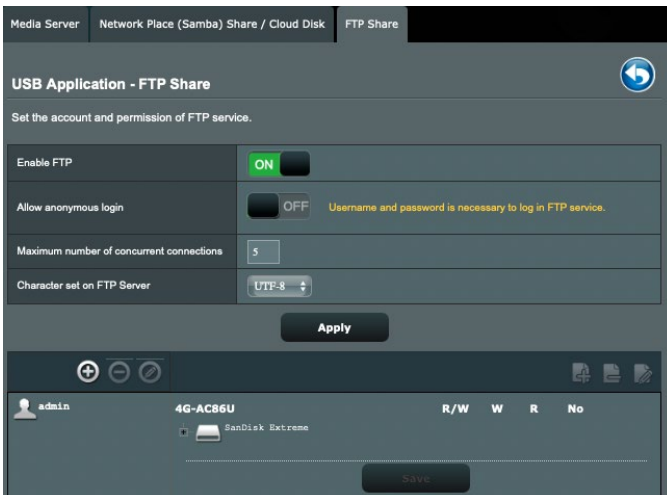 Media Server Network Place (Samba) Share / Cloud Disk FTP Share
USB Application - FTP Share
Set the account and permission of FTP service.
Enable FTP ON
Allow anonymous login OFF Username and password is necessary to log in FTP service.
Maximum number of concurrent connections 5
Character set on FTP Server UTF-8
Apply
admin 4G-AC86U R/W W R No
SanDisk Extreme
Save